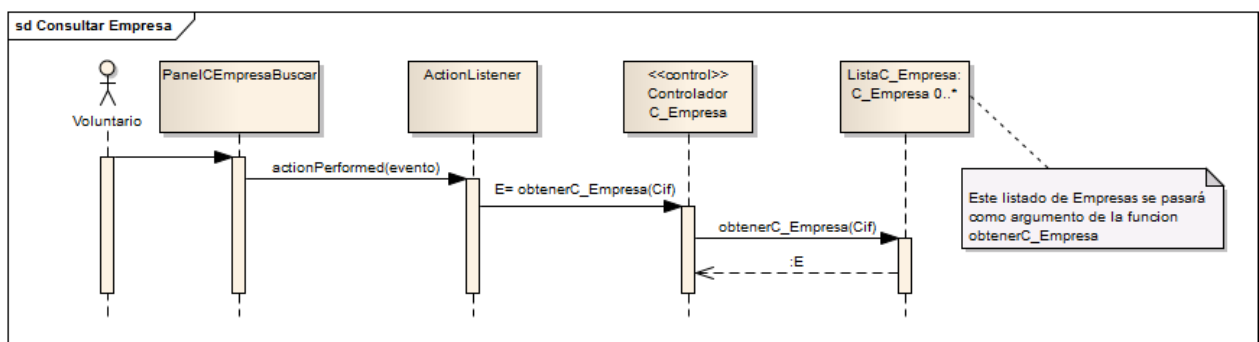 sd Consultar Empresa
Voluntario
PanelCEmpresaBuscar
ActionListener
<<control>>
Controlador
C_Empresa
ListaC_Empresa:
C_Empresa 0..*
actionPerformed(evento)
E= obtenerC_Empresa(Cif)
obtenerC_Empresa(Cif)
:E
Este listado de Empresas se pasará
como argumento de la funcion
obtenerC_Empresa